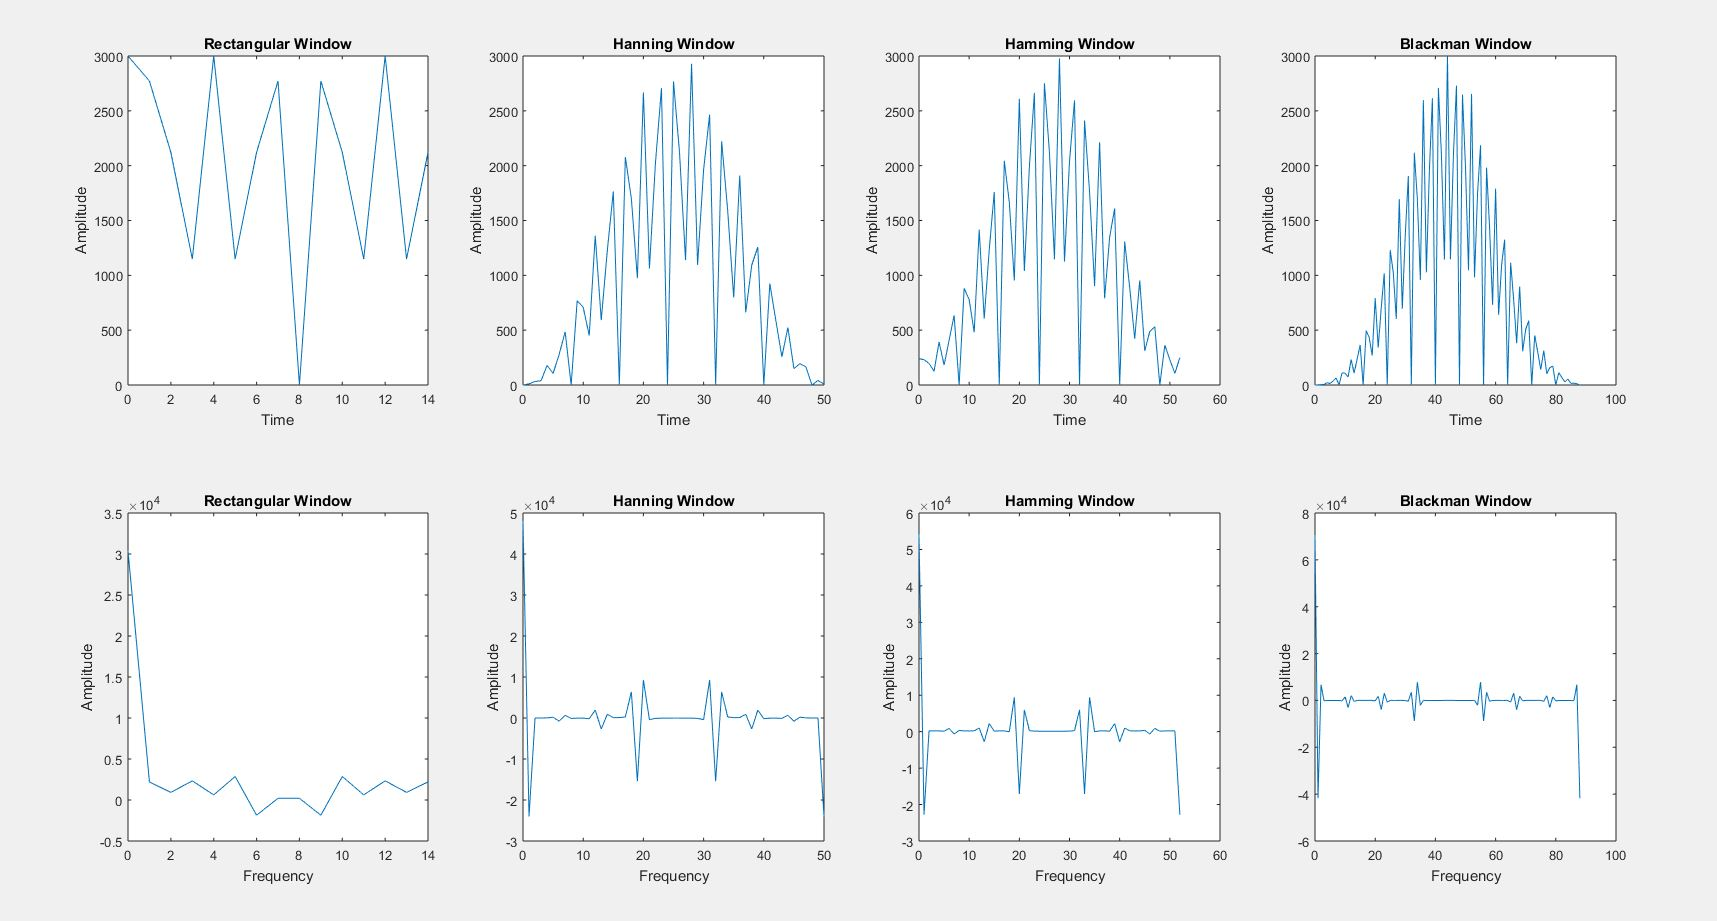 Rectangular Window
3000
2500
2000
1500
1000
500
0
Amplitude
0 2 4 6 8 10 12 14
Time
Hanning Window
3000
2500
2000
1500
1000
500
0
Amplitude
0 10 20 30 40 50
Time
Hamming Window
3000
2500
2000
1500
1000
500
0
Amplitude
0 10 20 30 40 50 60
Time
Blackman Window
3000
2500
2000
1500
1000
500
0
Amplitude
0 20 40 60 80 100
Time
Rectangular Window
×10⁴
3.5
3
2.5
2
1.5
1
0.5
0
-0.5
Amplitude
0 2 4 6 8 10 12 14
Frequency
Hanning Window
×10⁴
5
4
3
2
1
0
-1
-2
-3
Amplitude
0 10 20 30 40 50
Frequency
Hamming Window
×10⁴
6
5
4
3
2
1
0
-1
-2
-3
Amplitude
0 10 20 30 40 50 60
Frequency
Blackman Window
×10⁴
8
6
4
2
0
-2
-4
-6
Amplitude
0 20 40 60 80 100
Frequency